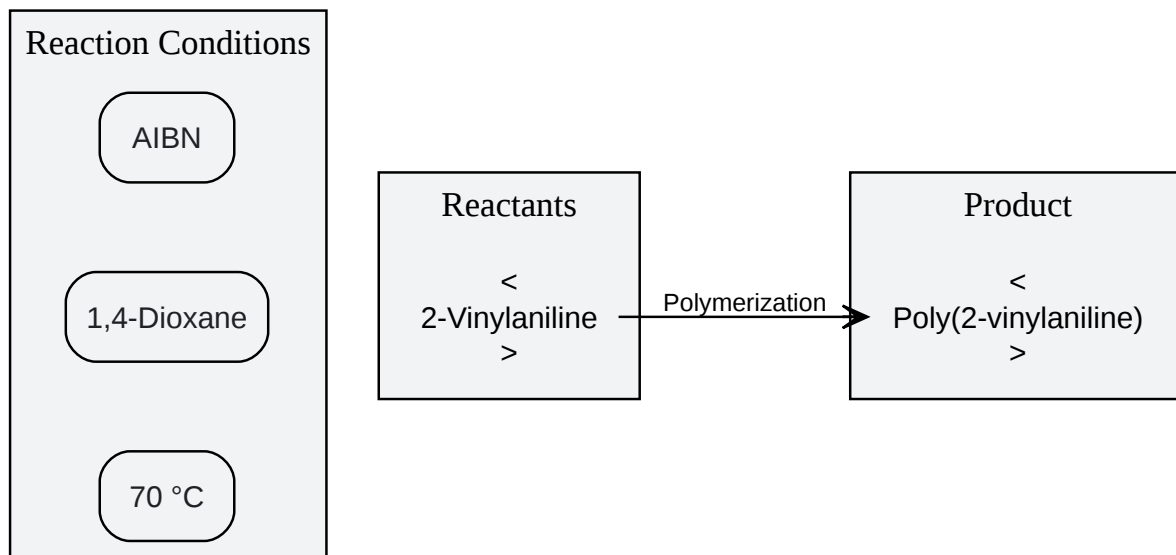 Reaction Conditions
AIBN
1,4-Dioxane
70 °C
Reactants
<
2-Vinylaniline
>
Polymerization
Product
<
Poly(2-vinylaniline)
>